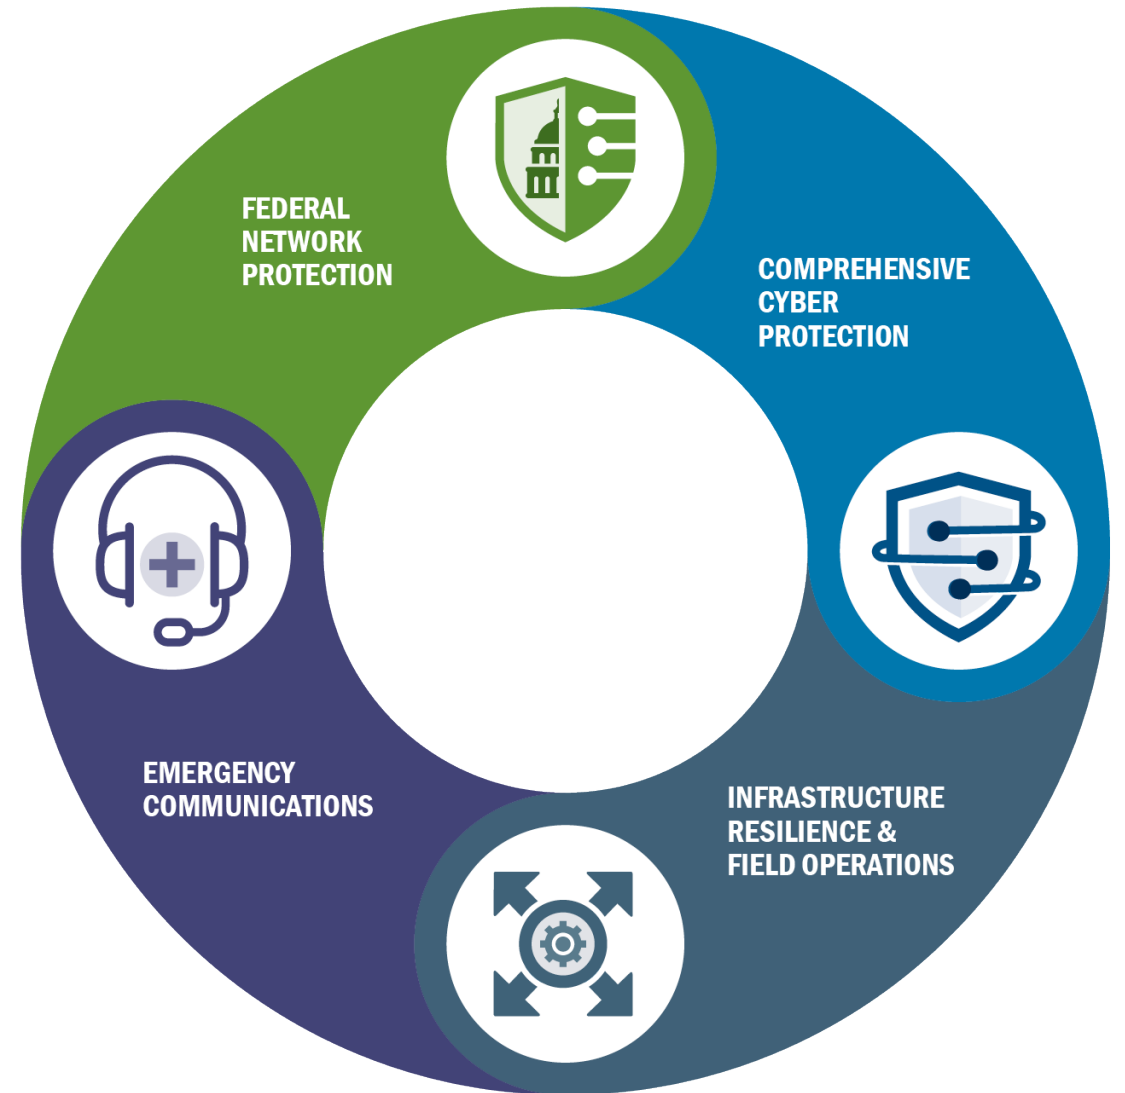 FEDERAL
NETWORK
PROTECTION
COMPREHENSIVE
CYBER
PROTECTION
EMERGENCY
COMMUNICATIONS
INFRASTRUCTURE
RESILIENCE &
FIELD OPERATIONS